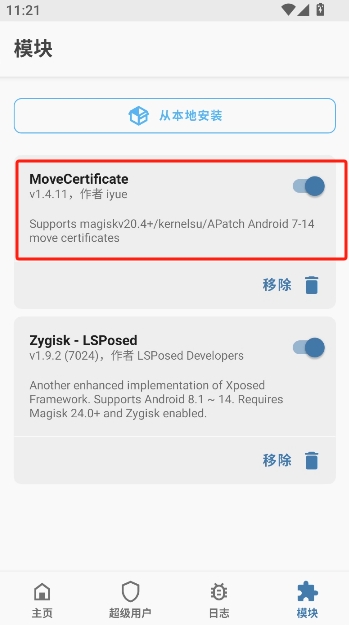 11:21
模块
从本地安装
MoveCertificate
v1.4.11，作者 iyue
Supports magiskv20.4+/kernelsu/APatch Android 7-14
move certificates
移除
Zygisk - LSPosed
v1.9.2 (7024)，作者 LSPosed Developers
Another enhanced implementation of Xposed
Framework. Supports Android 8.1 ~ 14. Requires
Magisk 24.0+ and Zygisk enabled.
移除
主页 超级用户 日志 模块